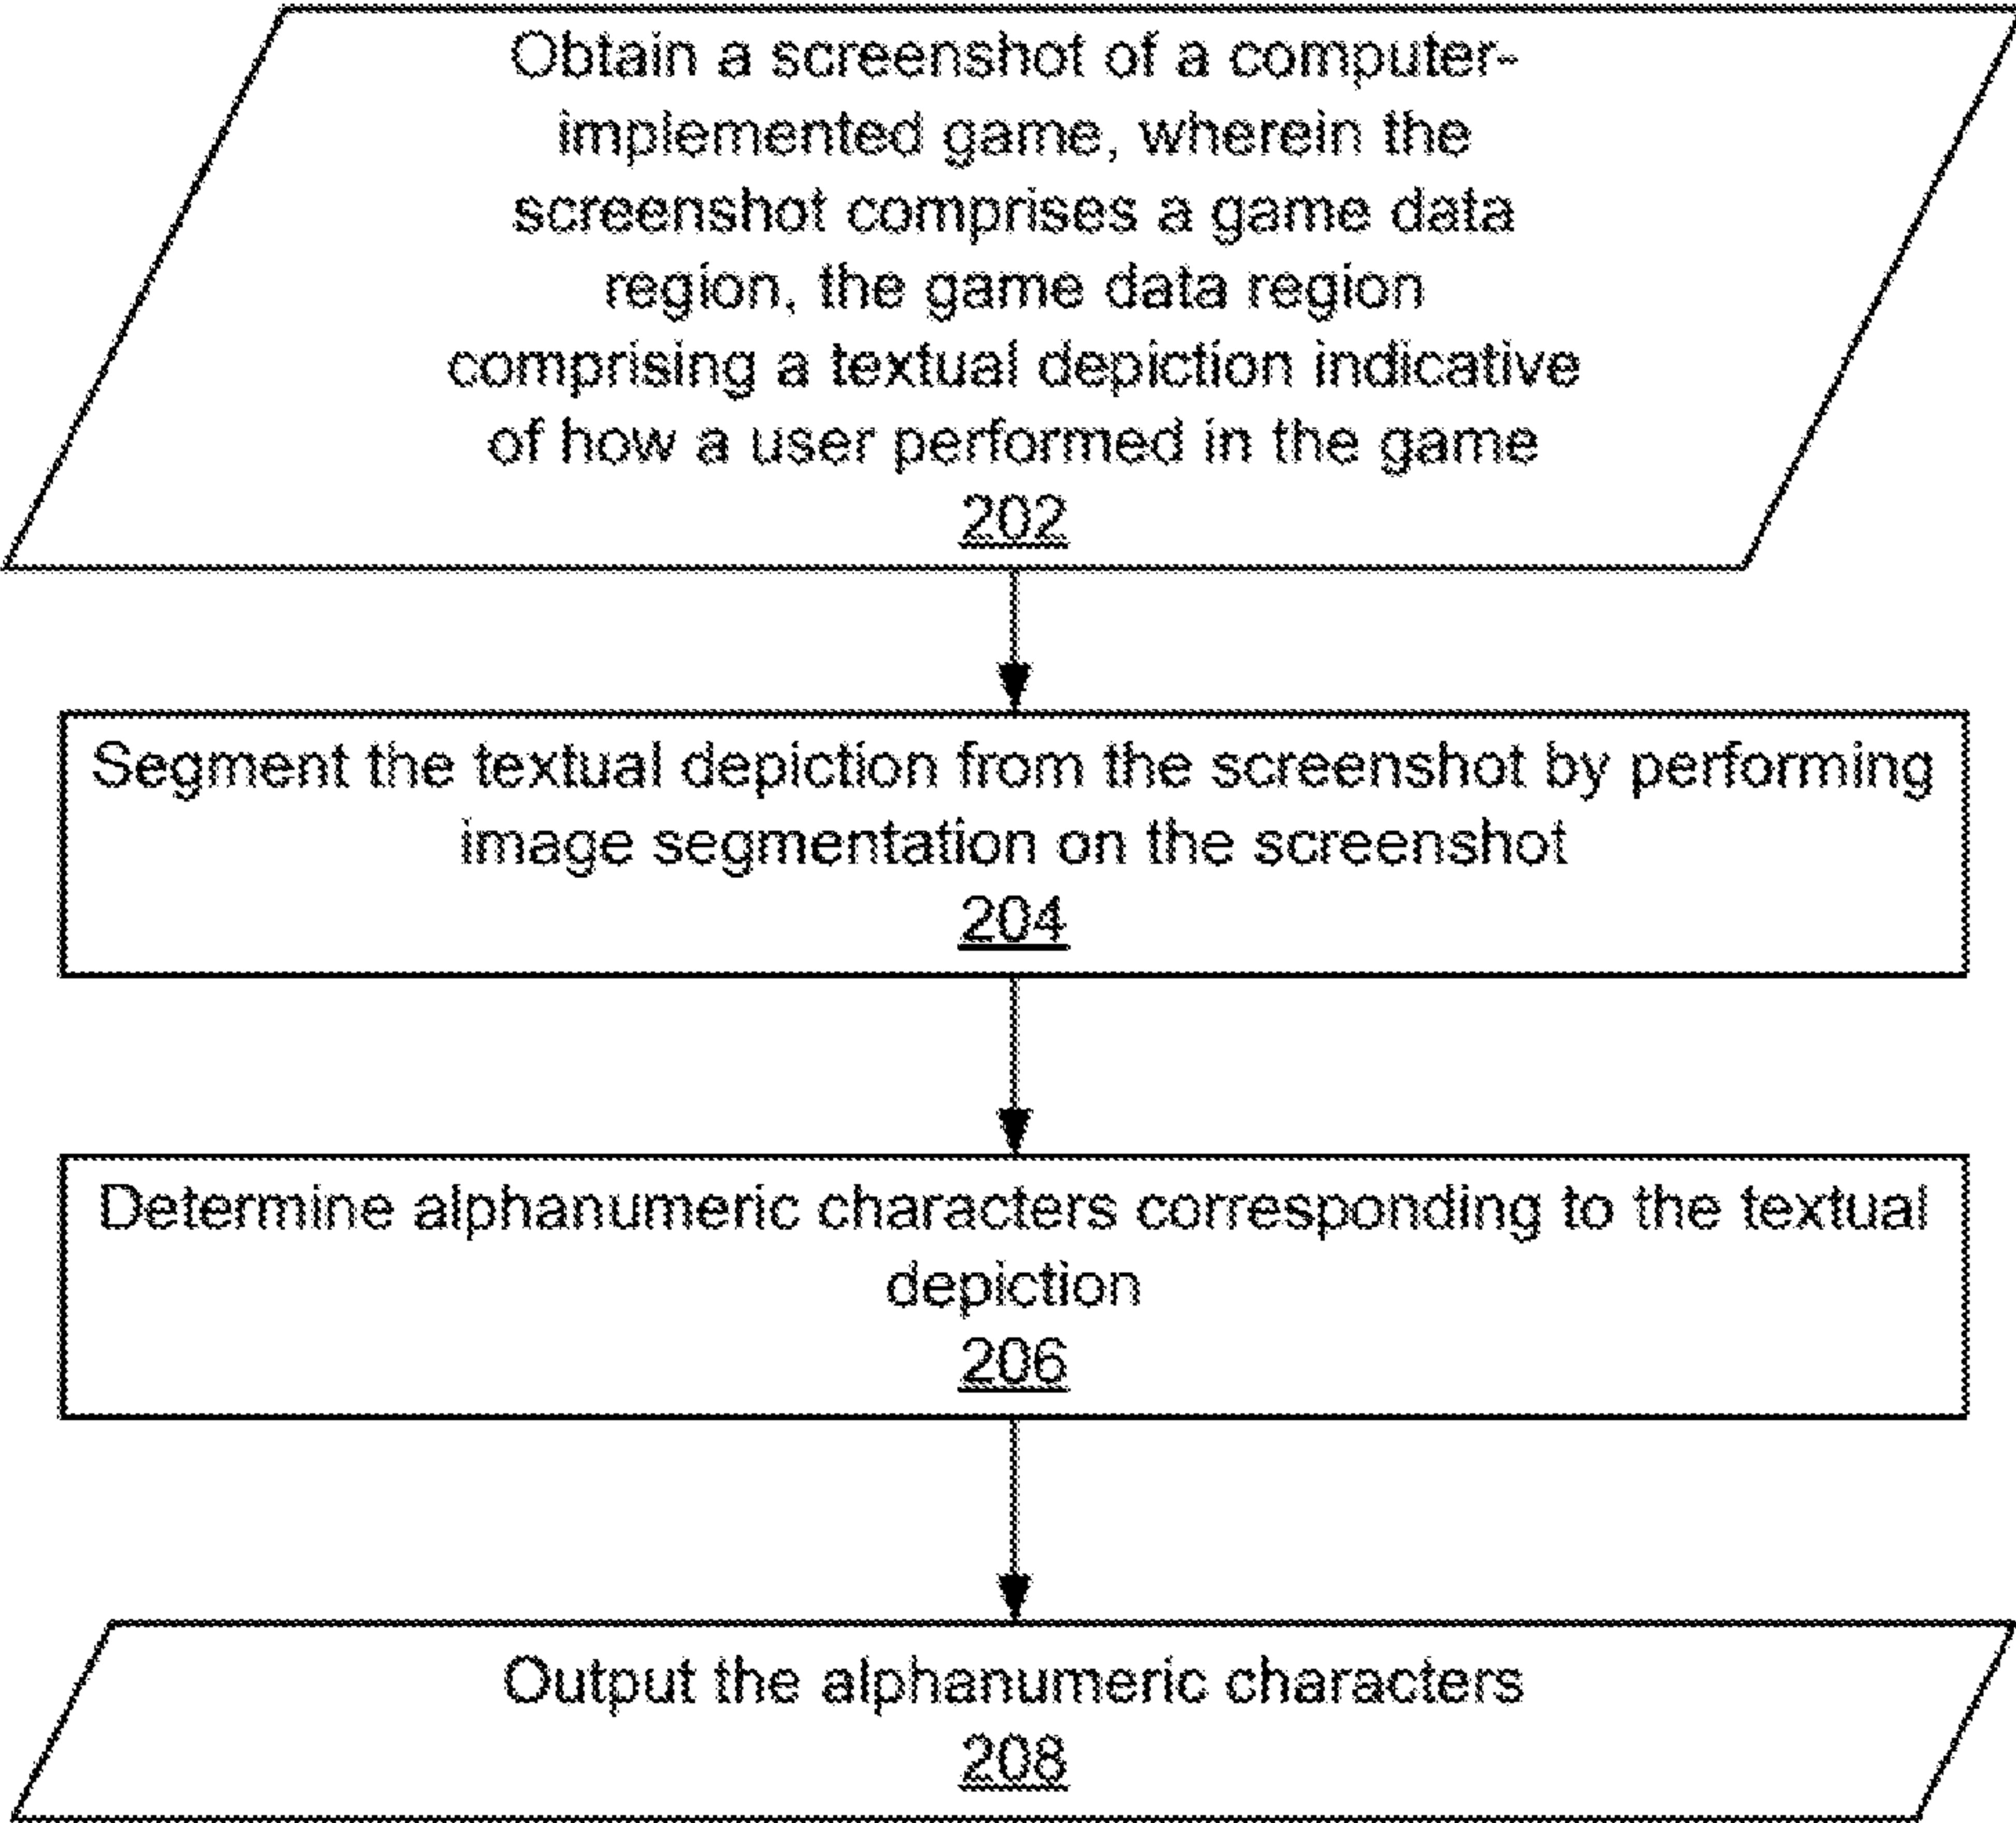 Obtain a screenshot of a computer-
implemented game, wherein the
screenshot comprises a game data
region, the game data region
comprising a textual depiction indicative
of how a user performed in the game
202
Segment the textual depiction from the screenshot by performing
image segmentation on the screenshot
204
Determine alphanumeric characters corresponding to the textual
depiction
206
Output the alphanumeric characters
208